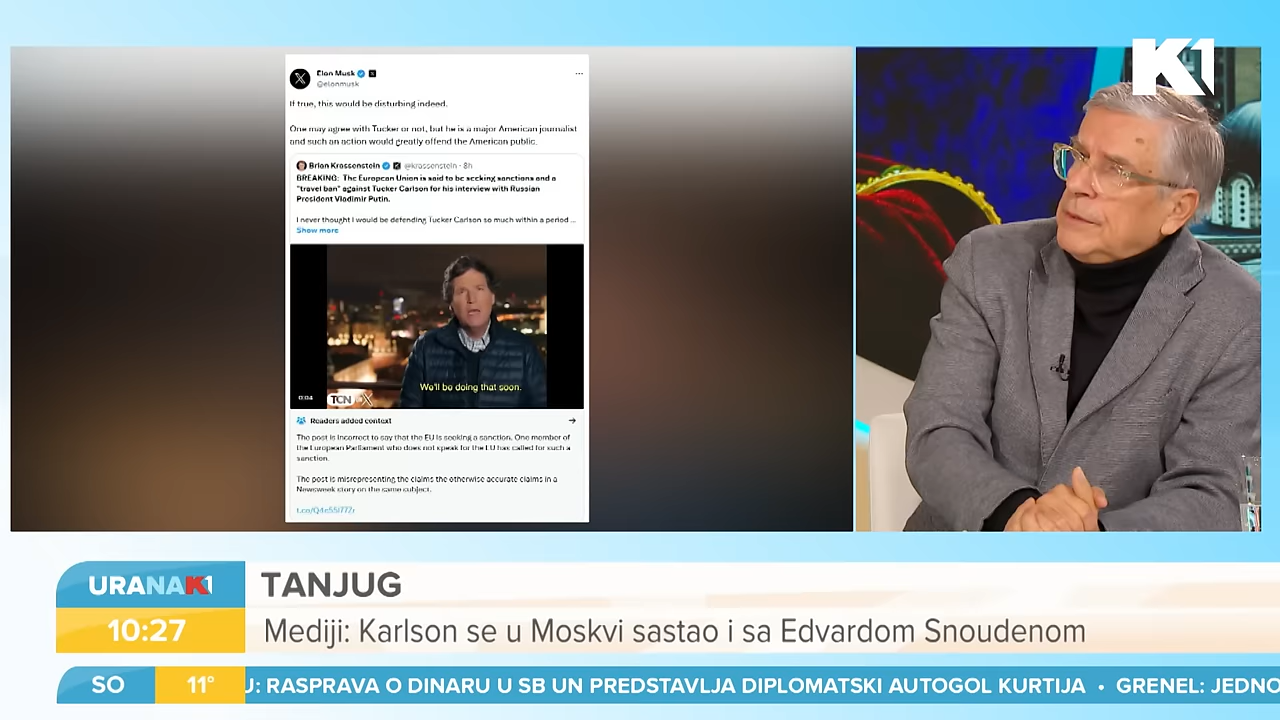 K1
Elon Musk
@elonmusk
If true, this would be disturbing indeed.
One may agree with Tucker or not, but he is a major American journalist
and such an action would greatly offend the American public.
Brian Krassenstein @krassenstein · 8h
BREAKING: The European Union is said to be seeking sanctions and a
"travel ban" against Tucker Carlson for his interview with Russian
President Vladimir Putin.
I never thought I would be defending Tucker Carlson so much within a period ...
Show more
We'll be doing that soon.
0:04
TCN X
Readers added context
The post is incorrect to say that the EU is seeking a sanction. One member of
the European Parliament who does not speak for the EU has called for such a
sanction.
The post is misrepresenting the claims the otherwise accurate claims in a
Newsweek story on the same subject.
URANAK1
TANJUG
10:27
Mediji: Karlson se u Moskvi sastao i sa Edvardom Snoudenom
SO
11°
U: RASPRAVA O DINARU U SB UN PREDSTAVLJA DIPLOMATSKI AUTOGOL KURTIJA • GRENEL: JEDNO